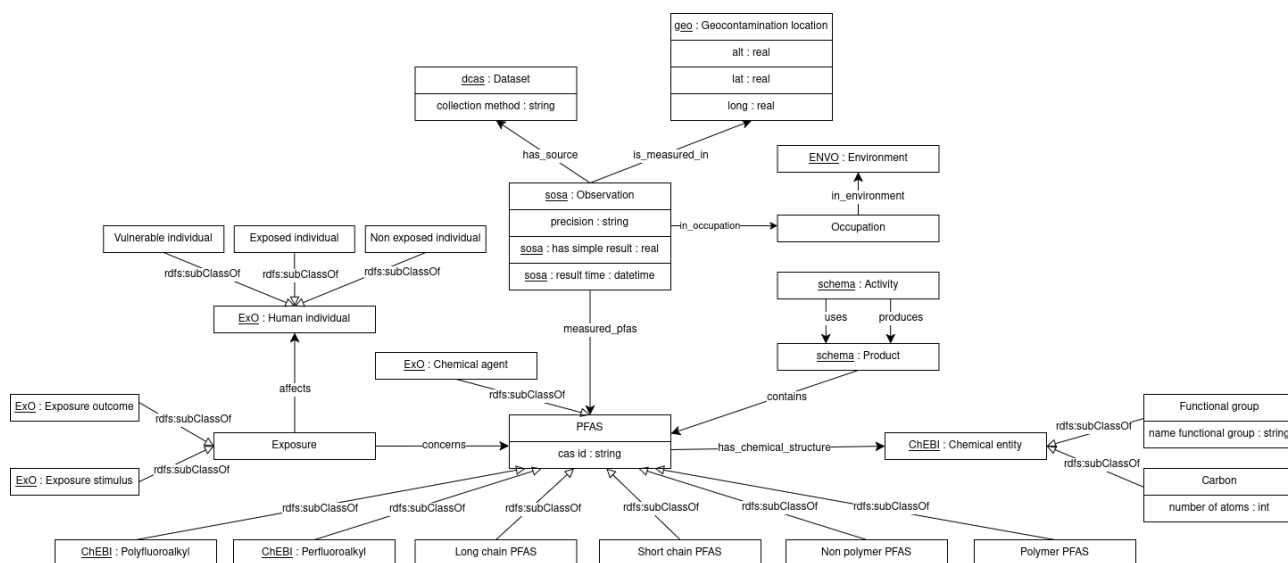 geo : Geocontamination location
alt : real
lat : real
long : real
dcas : Dataset
collection method : string
has_source
is_measured_in
sosa : Observation
precision : string
sosa : has simple result : real
sosa : result time : datetime
in_occupation
ENVO : Environment
in_environment
Occupation
Vulnerable individual
Exposed individual
Non exposed individual
rdfs:subClassOf
rdfs:subClassOf
rdfs:subClassOf
ExO : Human individual
schema : Activity
uses
produces
schema : Product
measured_pfas
contains
affects
ExO : Chemical agent
rdfs:subClassOf
ExO : Exposure outcome
rdfs:subClassOf
Exposure
concerns
PFAS
cas id : string
has_chemical_structure
ChEBI : Chemical entity
rdfs:subClassOf
Functional group
name functional group : string
rdfs:subClassOf
Carbon
number of atoms : int
rdfs:subClassOf
ExO : Exposure stimulus
rdfs:subClassOf
rdfs:subClassOf
rdfs:subClassOf
rdfs:subClassOf
rdfs:subClassOf
rdfs:subClassOf
ChEBI : Polyfluoroalkyl
ChEBI : Perfluoroalkyl
Long chain PFAS
Short chain PFAS
Non polymer PFAS
Polymer PFAS